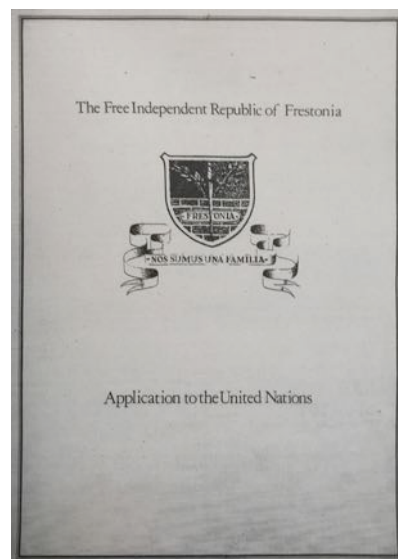 The Free Independent Republic of Frestonia
FRESTONIA
NOS SUMUS UNA FAMILIA
Application to the United Nations